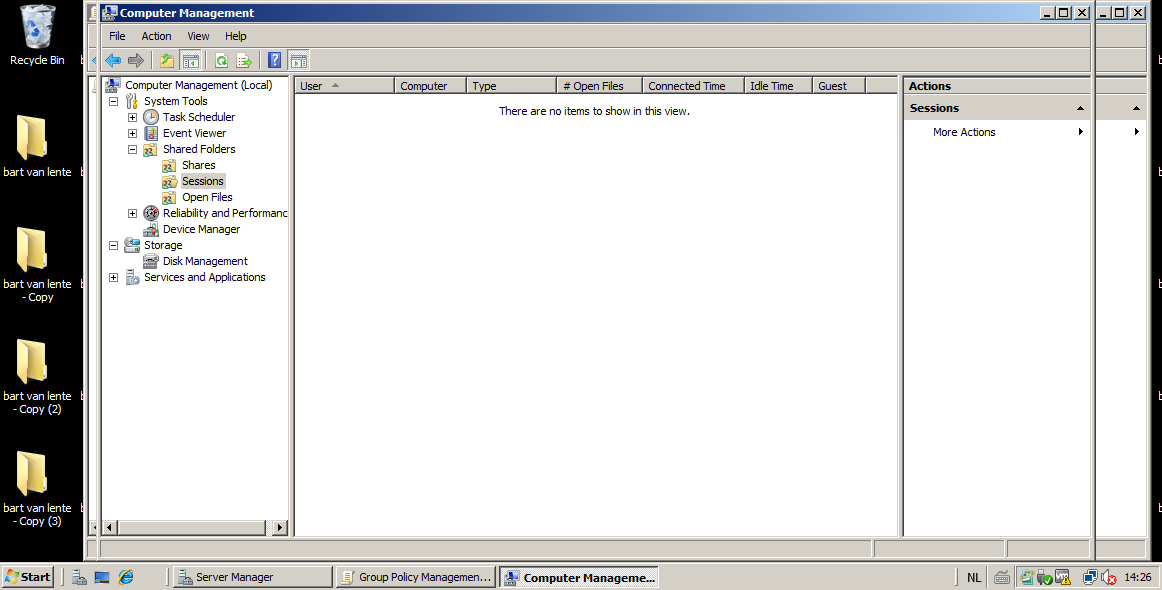 Recycle Bin
bart van lente
bart van lente
- Copy
bart van lente
- Copy (2)
bart van lente
- Copy (3)
Computer Management
File Action View Help
Computer Management (Local)
System Tools
Task Scheduler
Event Viewer
Shared Folders
Shares
Sessions
Open Files
Reliability and Performanc
Device Manager
Storage
Disk Management
Services and Applications
User Computer Type # Open Files Connected Time Idle Time Guest
There are no items to show in this view.
Actions
Sessions
More Actions
Start Server Manager Group Policy Managemen... Computer Manageme... NL 14:26